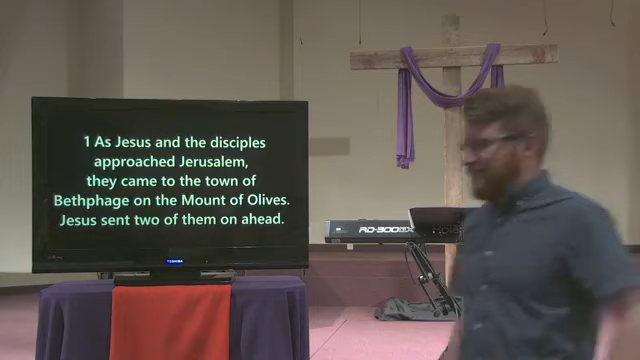 1 As Jesus and the disciples
approached Jerusalem,
they came to the town of
Bethphage on the Mount of Olives.
Jesus sent two of them on ahead.
TOSHIBA
RD-300GX